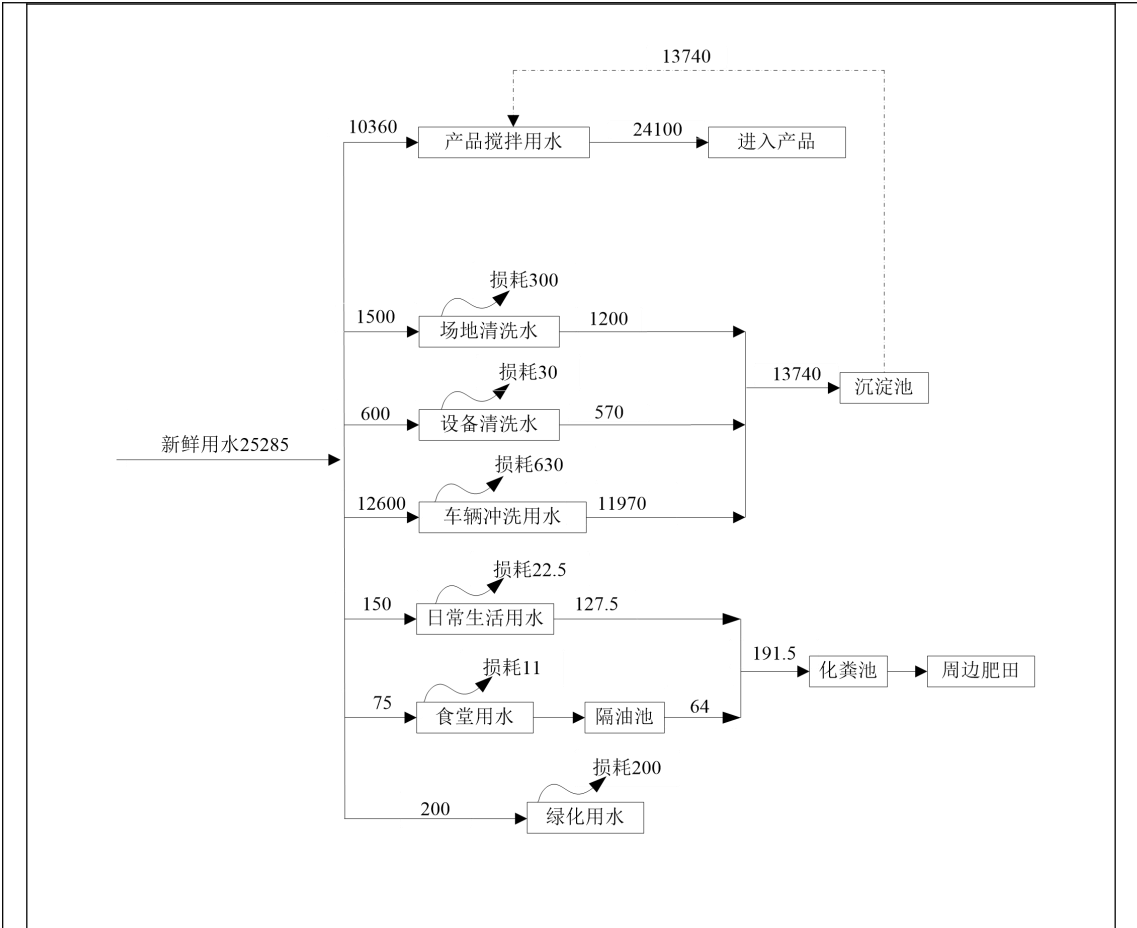 13740
10360
产品搅拌用水
24100
进入产品
损耗300
1500
场地清洗水
1200
损耗30
13740
沉淀池
600
设备清洗水
570
新鲜用水25285
损耗630
12600
车辆冲洗用水
11970
损耗22.5
150
日常生活用水
127.5
191.5
化粪池
周边肥田
损耗11
75
食堂用水
隔油池
64
损耗200
200
绿化用水